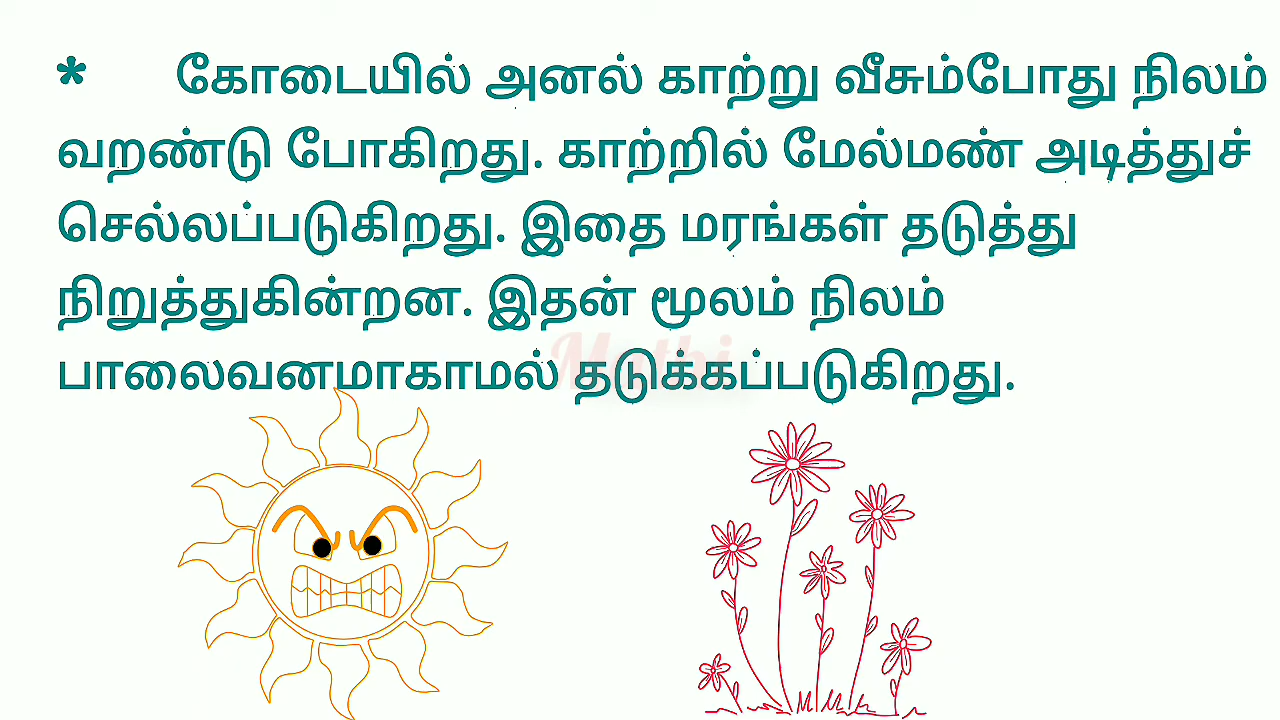 * கோடையில் அனல் காற்று வீசும்போது நிலம்
வறண்டு போகிறது. காற்றில் மேல்மண் அடித்துச்
செல்லப்படுகிறது. இதை மரங்கள் தடுத்து
நிறுத்துகின்றன. இதன் மூலம் நிலம்
பாலைவனமாகாமல் தடுக்கப்படுகிறது.